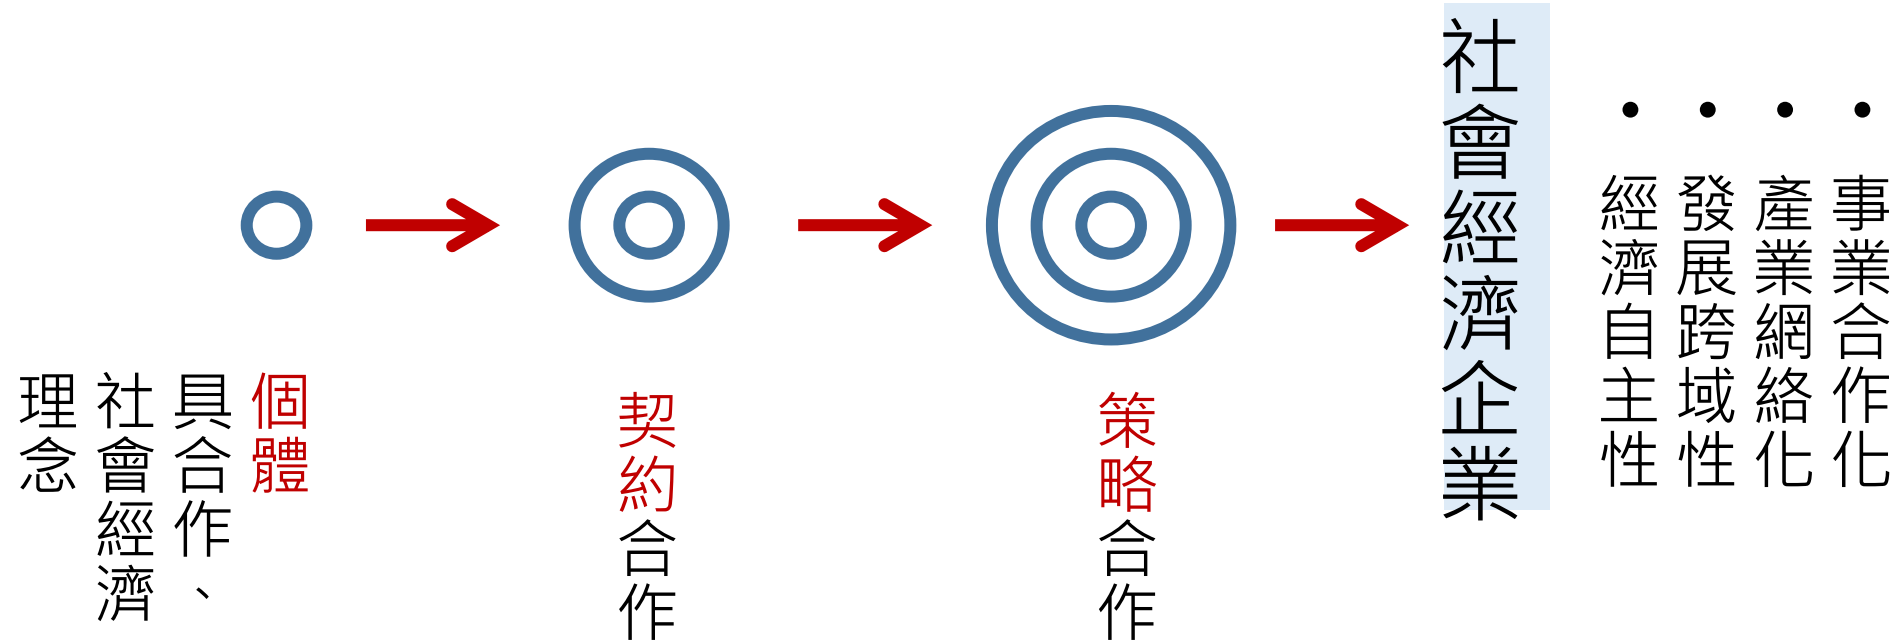 個體
具合作、
社會經濟
理念
契約合作
策略合作
社會經濟企業
• 事業合作化
• 產業網絡化
• 發展跨域性
• 經濟自主性